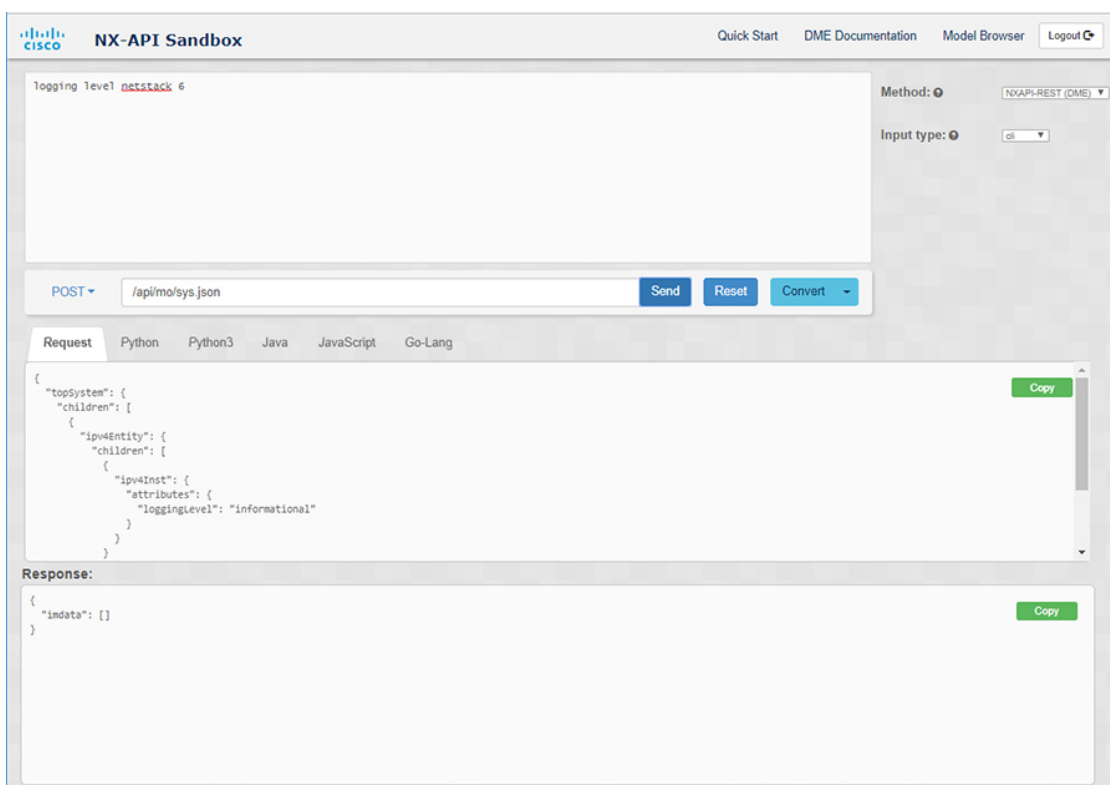 CISCO
NX-API Sandbox
Quick Start
DME Documentation
Model Browser
Logout
logging level netstack 6
Method:
NXAPI-REST (DME)
Input type:
cli
POST
/api/mo/sys.json
Send
Reset
Convert
Request
Python
Python3
Java
JavaScript
Go-Lang
Copy
{
"topSystem": {
"children": [
{
"ipv4Entity": {
"children": [
{
"ipv4Inst": {
"attributes": {
"loggingLevel": "informational"
}
}
}
Response:
Copy
{
"imdata": []
}